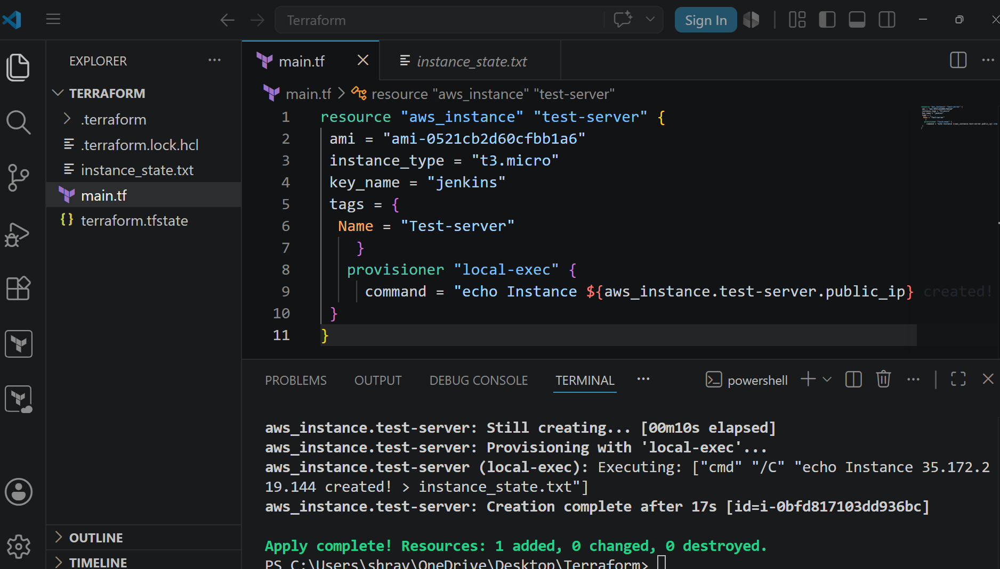 Terraform
Sign In
EXPLORER
TERRAFORM
.terraform
.terraform.lock.hcl
instance_state.txt
main.tf
terraform.tfstate
OUTLINE
TIMELINE
main.tf
instance_state.txt
main.tf > resource "aws_instance" "test-server"
1 resource "aws_instance" "test-server" {
2 ami = "ami-0521cb2d60cfbb1a6"
3 instance_type = "t3.micro"
4 key_name = "jenkins"
5 tags = {
6 Name = "Test-server"
7 }
8 provisioner "local-exec" {
9 command = "echo Instance ${aws_instance.test-server.public_ip} created!
10 }
11 }
PROBLEMS
OUTPUT
DEBUG CONSOLE
TERMINAL
powershell
aws_instance.test-server: Still creating... [00m10s elapsed]
aws_instance.test-server: Provisioning with 'local-exec'...
aws_instance.test-server (local-exec): Executing: ["cmd" "/C" "echo Instance 35.172.2
19.144 created! > instance_state.txt"]
aws_instance.test-server: Creation complete after 17s [id=i-0bfd817103dd936bc]
Apply complete! Resources: 1 added, 0 changed, 0 destroyed.
PS C:\Users\shrav\OneDrive\Desktop\Terraform>